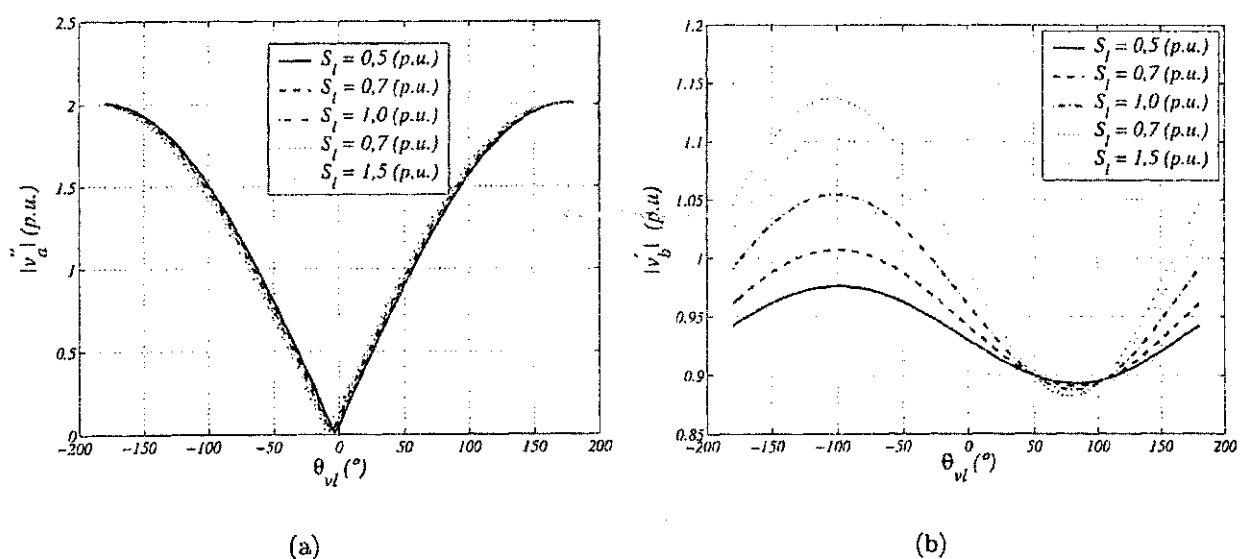 2.5
2
1.5
1
0.5
0
|v''a| (p.u.)
S_l = 0,5 (p.u.)
S_l = 0,7 (p.u.)
S_l = 1,0 (p.u.)
S_l = 0,7 (p.u.)
S_l = 1,5 (p.u.)
−200 −150 −100 −50 0 50 100 150 200
θ_vl (°)
(a)
1.2
1.15
1.1
1.05
1
0.95
0.9
0.85
|v'b| (p.u)
S_l = 0,5 (p.u.)
S_l = 0,7 (p.u.)
S_l = 1,0 (p.u.)
S_l = 0,7 (p.u.)
S_l = 1,5 (p.u.)
−200 −150 −100 −50 0 50 100 150 200
θ_vl (°)
(b)